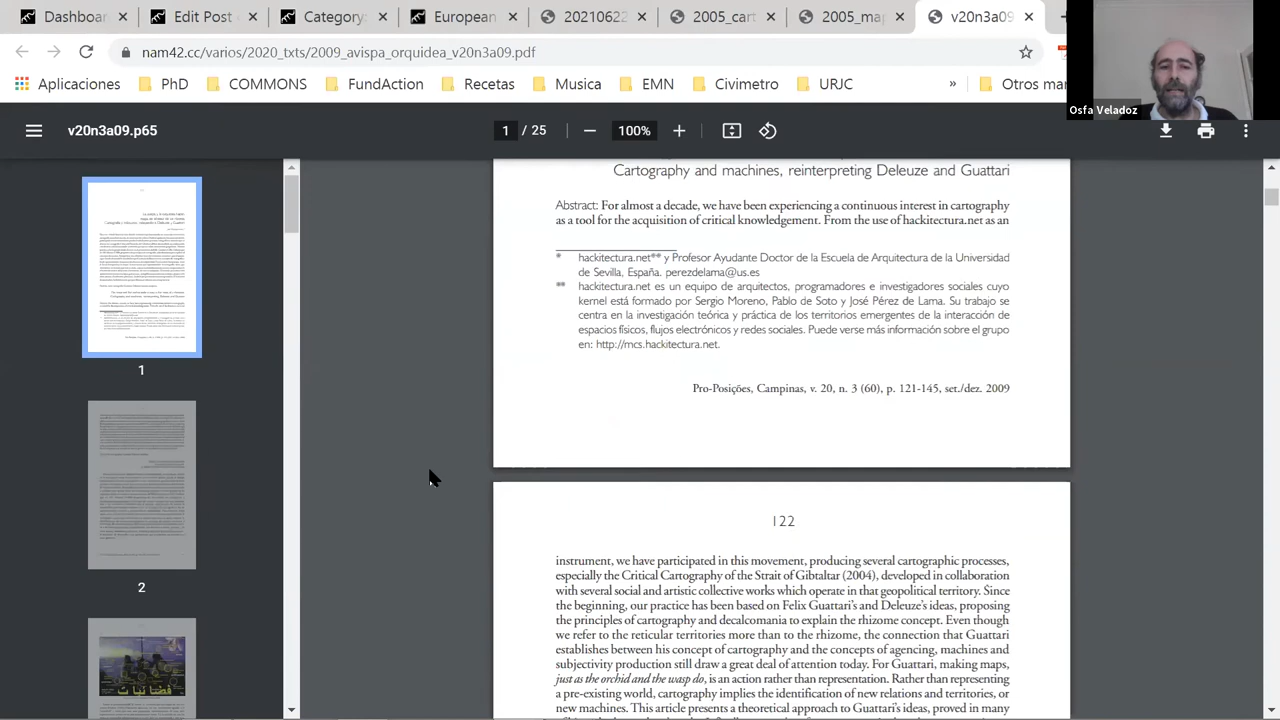 Dashboar
Edit Post
Category
European
20210622
2005_cart
2005_map
v20n3a09
nam42.cc/varios/2020_txts/2009_avispa_orquidea_v20n3a09.pdf
Aplicaciones
PhD
COMMONS
Musica
EMN
Civimetro
URJC
»
Otros mar
Osfa Veladoz
v20n3a09.p65
1 / 25
100%
Cartography and machines, reinterpreting Deleuze and Guattari
Abstract: For almost a decade, we have been experiencing a continuous interest in cartography
as a tool for the acquisition of critical knowledgement. From the case of hackitectura.net as an
* hackitectura.net** y Profesor Ayudante Doctor de la Escuela de Arquitectura de la Universidad
de Sevilla, España. perezdelama@us.es
** hackitectura.net es un equipo de arquitectos, programadores e investigadores sociales cuyo
kernel está formado por Sergio Moreno, Pablo de Soto y José Pérez de Lama. Su trabajo se
centra en la investigación teórica y práctica de los territorios emergentes de la interacción de
espacios físicos, flujos electrónicos y redes sociales. Puede verse más información sobre el grupo
en: http://mcs.hackitectura.net.
Pro-Posições, Campinas, v. 20, n. 3 (60), p. 121-145, set./dez. 2009
1
2
122
instrument, we have participated in this movement, producing several cartographic processes,
especially the Critical Cartography of the Strait of Gibraltar (2004), developed in collaboration
with several social and artistic collective works which operate in that geopolitical territory. Since
the beginning, our practice has been based on Felix Guattari's and Deleuze's ideas, proposing
the principles of cartography and decalcomania to explain the rhizome concept. Even though
we refer to the reticular territories more than to the rhizome, the connection that Guattari
establishes between his concept of cartography and the concepts of agencing, machines and
subjectivity production still draw a great deal of attention today. For Guattari, making maps,
just as the orchid and the wasp do, is an action rather than representation. Rather than representing
a pre-existing world, cartography implies the identification of new relations and territories, or
new machines. This article presents a theoretical approach to Guattari's ideas, proved in many